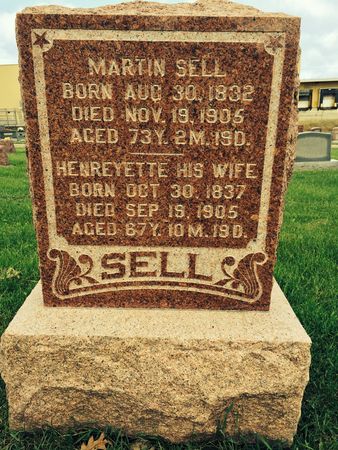 MARTIN SELL
BORN AUG 30, 1832
DIED NOV. 19, 1905
AGED 73Y. 2M. 19D.
HENREYETTE HIS WIFE
BORN OCT 30, 1837
DIED SEP 19, 1905
AGED 67Y. 10M. 19D.
SELL